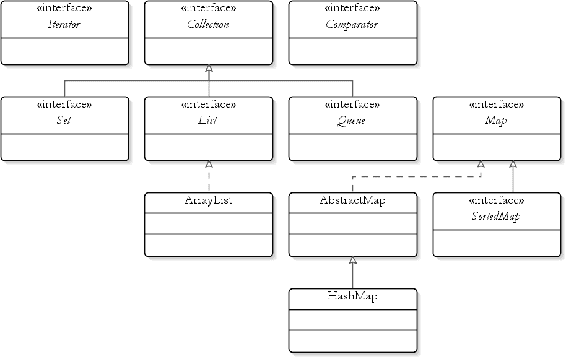 «interface»
Iterator
«interface»
Collection
«interface»
Comparator
«interface»
Set
«interface»
List
«interface»
Queue
«interface»
Map
ArrayList
AbstractMap
«interface»
SortedMap
HashMap